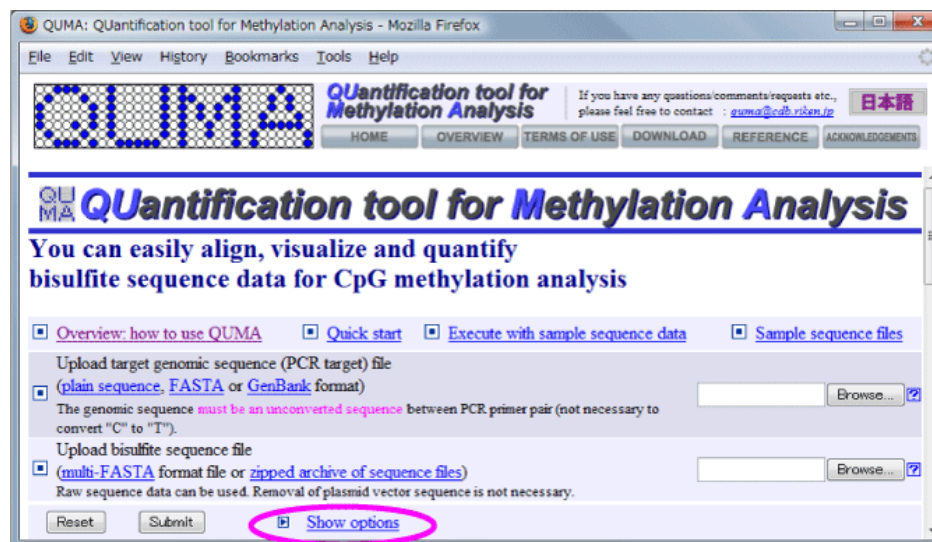 QUMA: QUantification tool for Methylation Analysis - Mozilla Firefox
File Edit View History Bookmarks Tools Help
QUMA
QUantification tool for
Methylation Analysis
If you have any questions/comments/requests etc.,
please feel free to contact : quma@cdb.riken.jp
日本語
HOME OVERVIEW TERMS OF USE DOWNLOAD REFERENCE ACKNOWLEDGEMENTS
QU
MA
QUantification tool for Methylation Analysis
You can easily align, visualize and quantify
bisulfite sequence data for CpG methylation analysis
Overview: how to use QUMA Quick start Execute with sample sequence data Sample sequence files
Upload target genomic sequence (PCR target) file
(plain sequence, FASTA or GenBank format)
Browse... ?
The genomic sequence must be an unconverted sequence between PCR primer pair (not necessary to
convert "C" to "T").
Upload bisulfite sequence file
(multi-FASTA format file or zipped archive of sequence files)
Browse... ?
Raw sequence data can be used. Removal of plasmid vector sequence is not necessary.
Reset Submit Show options